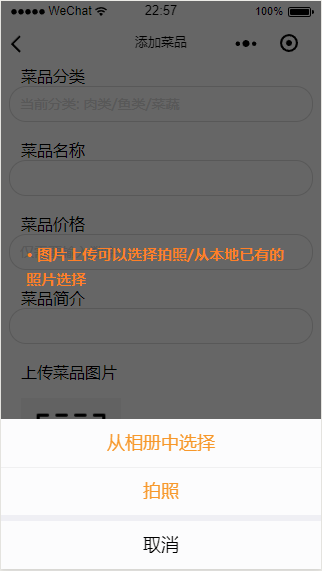 WeChat 22:57 100%
添加菜品
菜品分类
当前分类: 肉类/鱼类/菜蔬
菜品名称
菜品价格
• 图片上传可以选择拍照/从本地已有的
照片选择
菜品简介
上传菜品图片
从相册中选择
拍照
取消